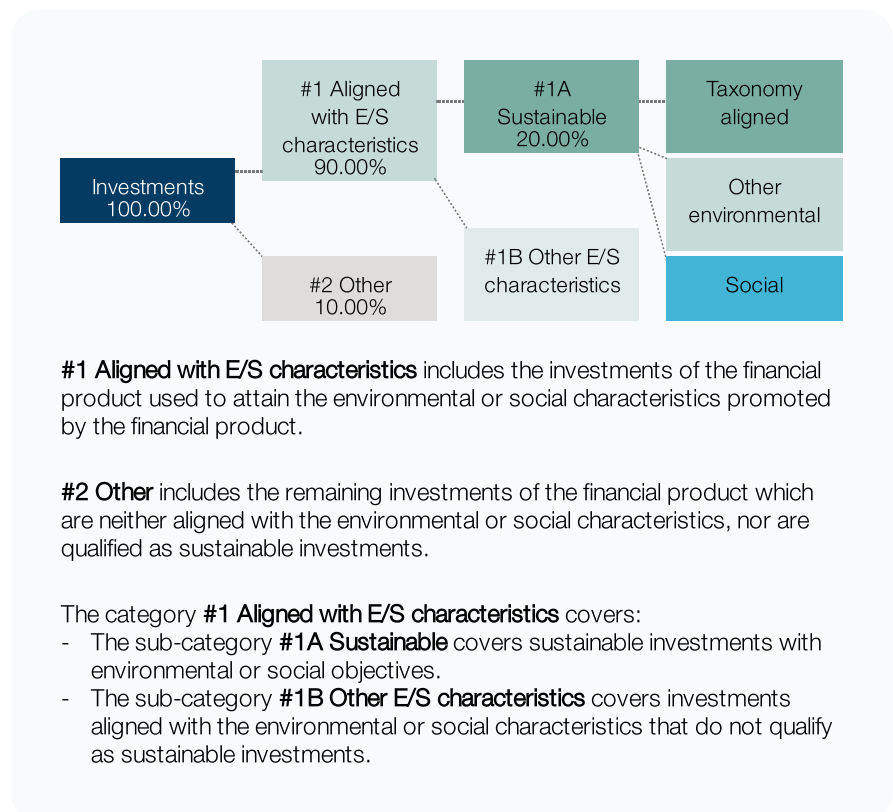 #1 Aligned
with E/S
characteristics
90.00%
#1A
Sustainable
20.00%
Taxonomy
aligned
Investments
100.00%
Other
environmental
#2 Other
10.00%
#1B Other E/S
characteristics
Social
#1 Aligned with E/S characteristics includes the investments of the financial
product used to attain the environmental or social characteristics promoted
by the financial product.
#2 Other includes the remaining investments of the financial product which
are neither aligned with the environmental or social characteristics, nor are
qualified as sustainable investments.
The category #1 Aligned with E/S characteristics covers:
- The sub-category #1A Sustainable covers sustainable investments with
environmental or social objectives.
- The sub-category #1B Other E/S characteristics covers investments
aligned with the environmental or social characteristics that do not qualify
as sustainable investments.